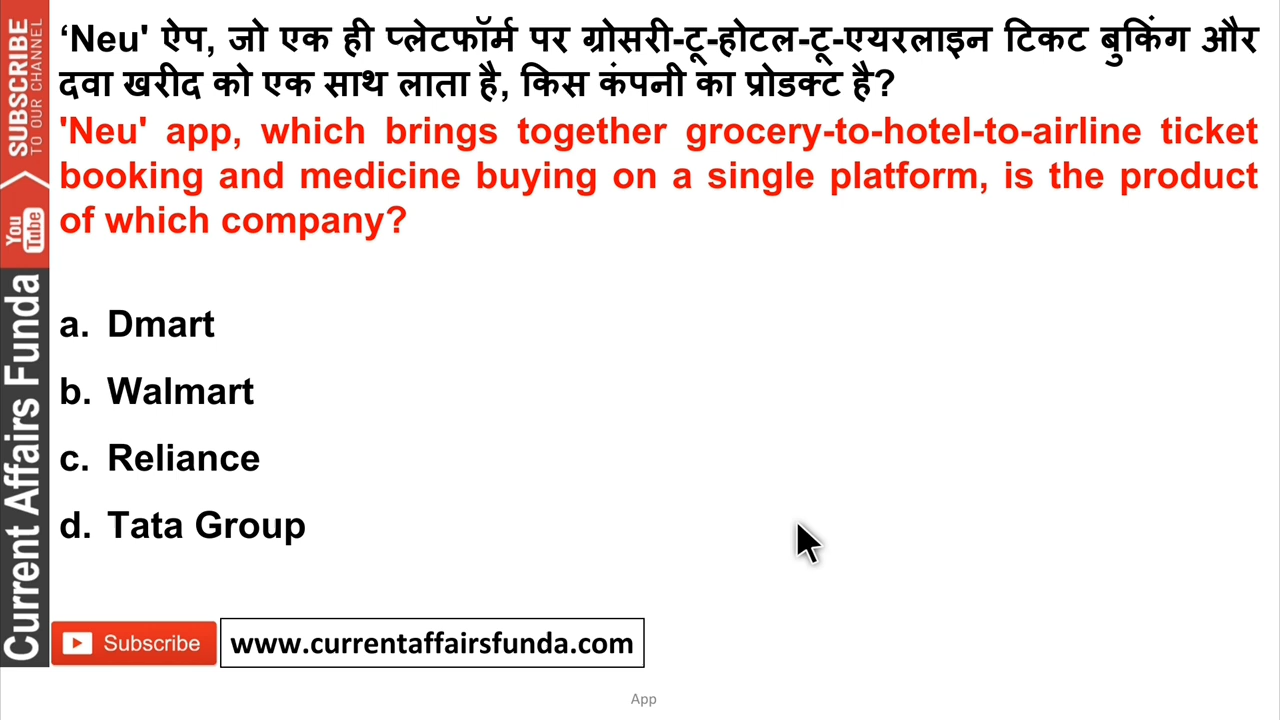 ‘Neu' ऐप, जो एक ही प्लेटफॉर्म पर ग्रोसरी-टू-होटल-टू-एयरलाइन टिकट बुकिंग और
दवा खरीद को एक साथ लाता है, किस कंपनी का प्रोडक्ट है?
'Neu' app, which brings together grocery-to-hotel-to-airline ticket
booking and medicine buying on a single platform, is the product
of which company?
a. Dmart
b. Walmart
c. Reliance
d. Tata Group
SUBSCRIBE
TO OUR CHANNEL
You
Tube
Current Affairs Funda
Subscribe
www.currentaffairsfunda.com
App